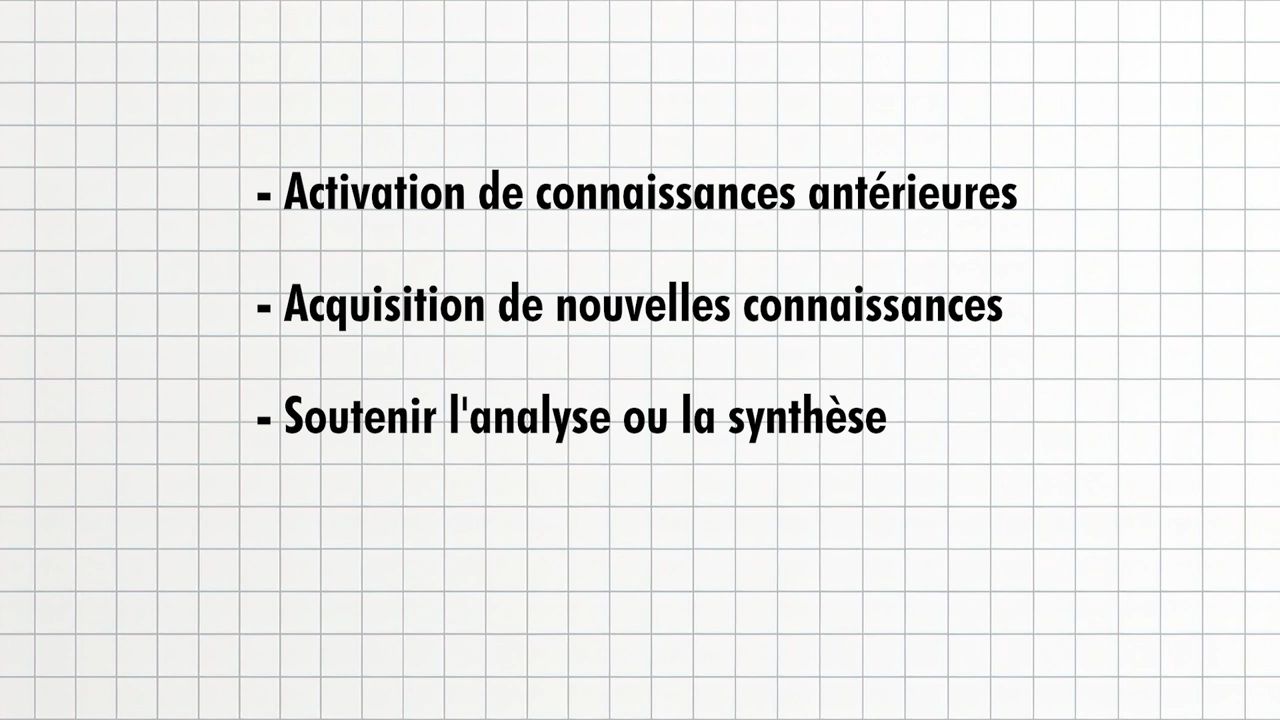 - Activation de connaissances antérieures
- Acquisition de nouvelles connaissances
- Soutenir l'analyse ou la synthèse